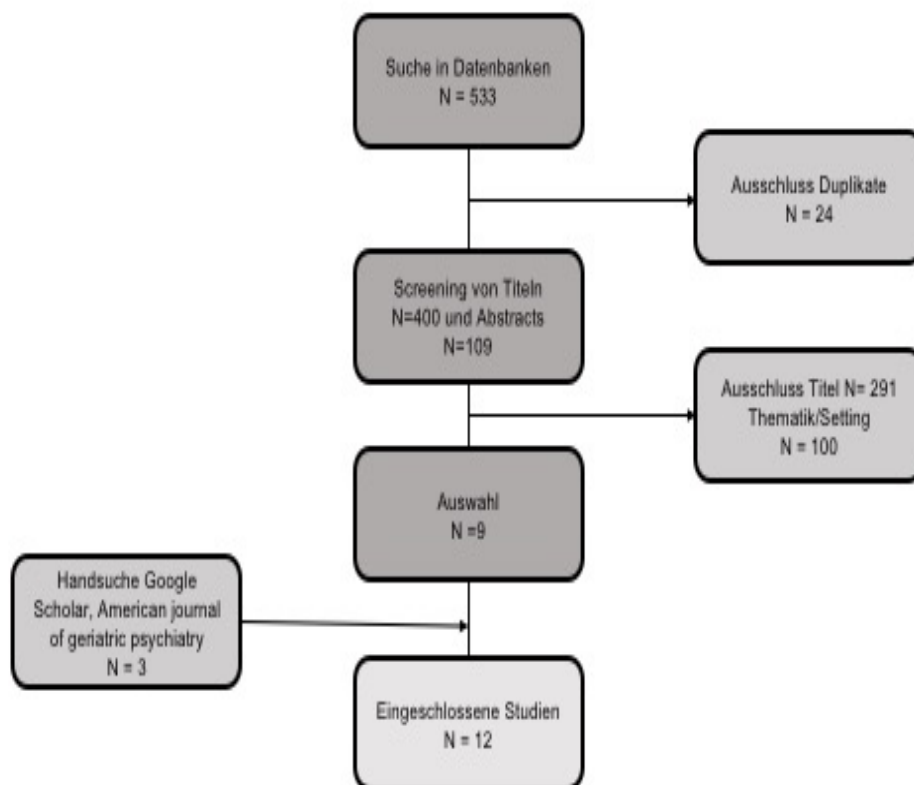 Suche in Datenbanken
N = 533
Ausschluss Duplikate
N = 24
Screening von Titeln
N=400 und Abstracts
N=109
Ausschluss Titel N= 291
Thematik/Setting
N = 100
Auswahl
N =9
Handsuche Google
Scholar, American journal
of geriatric psychiatry
N = 3
Eingeschlossene Studien
N = 12